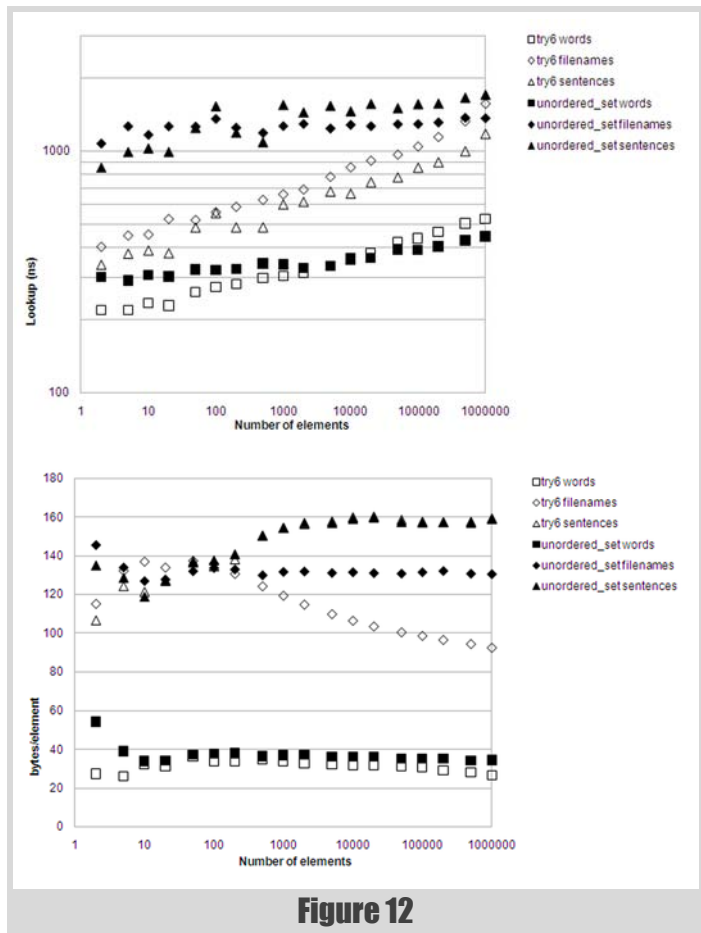 1000
100
Lookup (ns)
1
10
100
1000
10000
100000
1000000
Number of elements
try6 words
try6 filenames
try6 sentences
unordered_set words
unordered_set filenames
unordered_set sentences
180
160
140
120
100
80
60
40
20
0
bytes/element
1
10
100
1000
10000
100000
1000000
Number of elements
try6 words
try6 filenames
try6 sentences
unordered_set words
unordered_set filenames
unordered_set sentences
Figure 12